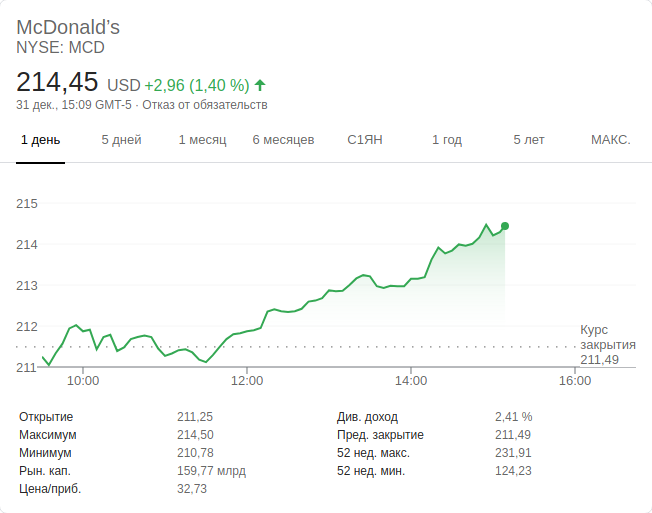 McDonald’s
NYSE: MCD
214,45 USD +2,96 (1,40 %)
31 дек., 15:09 GMT-5 · Отказ от обязательств
1 день 5 дней 1 месяц 6 месяцев С1ЯН 1 год 5 лет МАКС.
215
214
213
212
211
Курс
закрытия
211,49
10:00 12:00 14:00 16:00
Открытие 211,25 Див. доход 2,41 %
Максимум 214,50 Пред. закрытие 211,49
Минимум 210,78 52 нед. макс. 231,91
Рын. кап. 159,77 млрд 52 нед. мин. 124,23
Цена/приб. 32,73